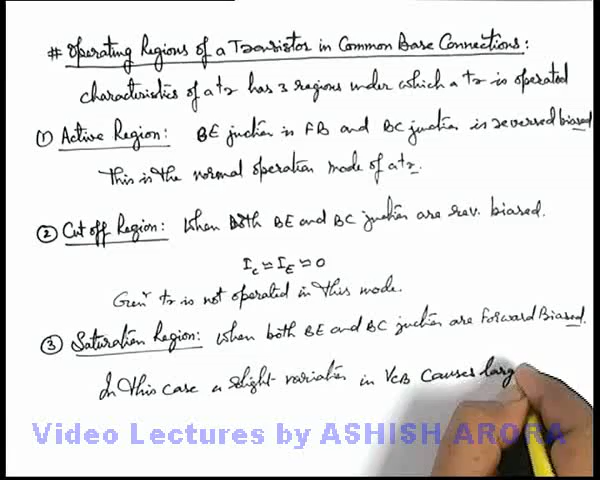 # Operating Regions of a Transistor in Common Base Connections:
characteristics of a tr has 3 regions under which a tr is operated
① Active Region: BE junction is FB and BC junction is reversed biased
This is the normal operation mode of a tr.
② Cut off Region: When both BE and BC junction are rev. biased.
Ic ≃ IE ≃ 0
Genr tr is not operated in this mode.
③ Saturation Region: when both BE and BC junction are Forward Biased.
In this case a slight variation in VCB causes larg
Video Lectures by ASHISH ARORA